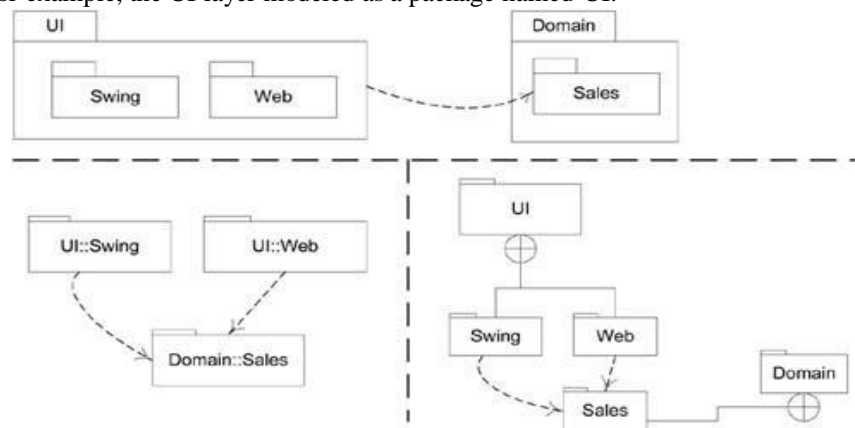 or example, the UI layer modeled as a package named UI.
UI
Domain
Swing
Web
Sales
UI::Swing
UI::Web
Domain::Sales
UI
Swing
Web
Domain
Sales